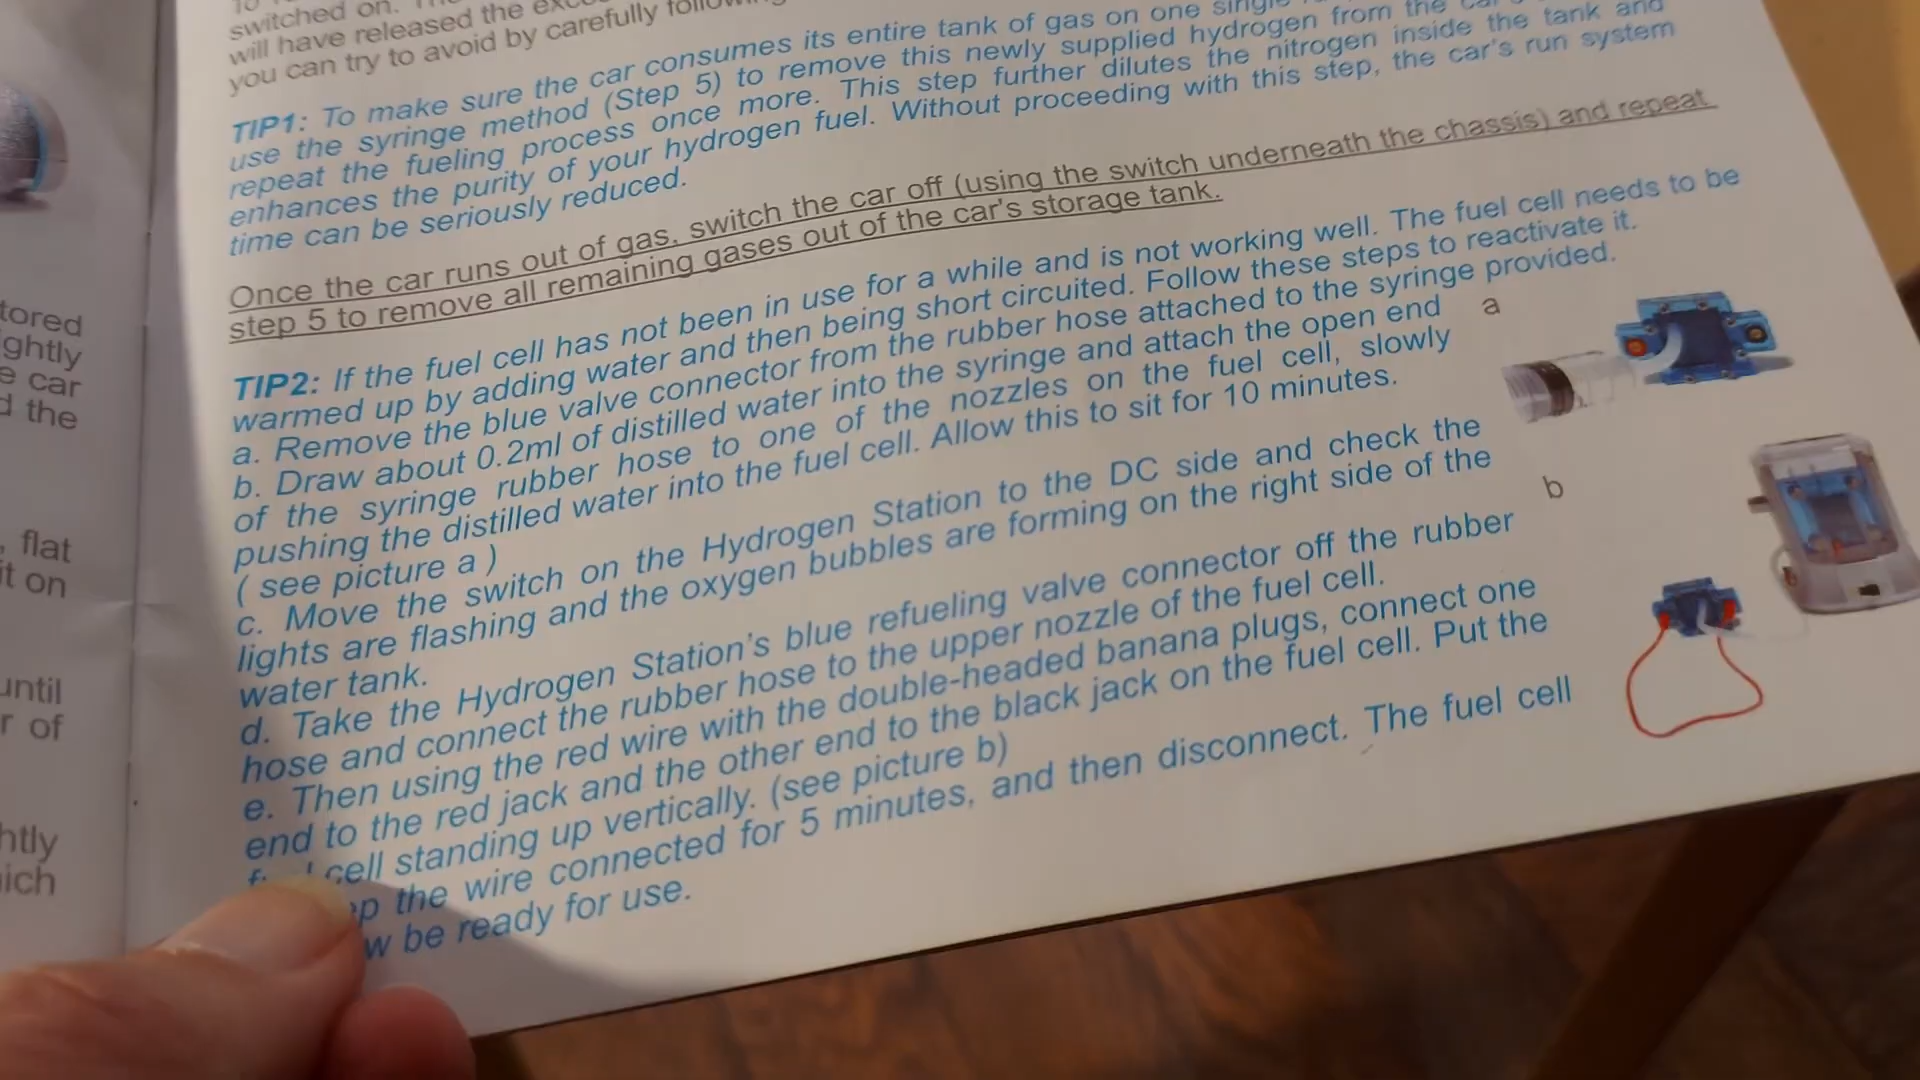 switched on.
will have released the
you can try to avoid by carefully
TIP1: To make sure the car consumes its entire tank of gas on one single
use the syringe method (Step 5) to remove this newly supplied hydrogen from the
repeat the fueling process once more. This step further dilutes the nitrogen inside the tank and
enhances the purity of your hydrogen fuel. Without proceeding with this step, the car's run system
time can be seriously reduced.
Once the car runs out of gas, switch the car off (using the switch underneath the chassis) and repeat
step 5 to remove all remaining gases out of the car's storage tank.
TIP2: If the fuel cell has not been in use for a while and is not working well. The fuel cell needs to be
warmed up by adding water and then being short circuited. Follow these steps to reactivate it.
a. Remove the blue valve connector from the rubber hose attached to the syringe provided.
b. Draw about 0.2ml of distilled water into the syringe and attach the open end
of the syringe rubber hose to one of the nozzles on the fuel cell, slowly
pushing the distilled water into the fuel cell. Allow this to sit for 10 minutes.
( see picture a )
c. Move the switch on the Hydrogen Station to the DC side and check the
lights are flashing and the oxygen bubbles are forming on the right side of the
water tank.
d. Take the Hydrogen Station's blue refueling valve connector off the rubber
hose and connect the rubber hose to the upper nozzle of the fuel cell.
e. Then using the red wire with the double-headed banana plugs, connect one
end to the red jack and the other end to the black jack on the fuel cell. Put the
cell standing up vertically. (see picture b)
the wire connected for 5 minutes, and then disconnect. The fuel cell
be ready for use.
a
b
tored
ghtly
e car
d the
flat
it on
until
r of
htly
ich